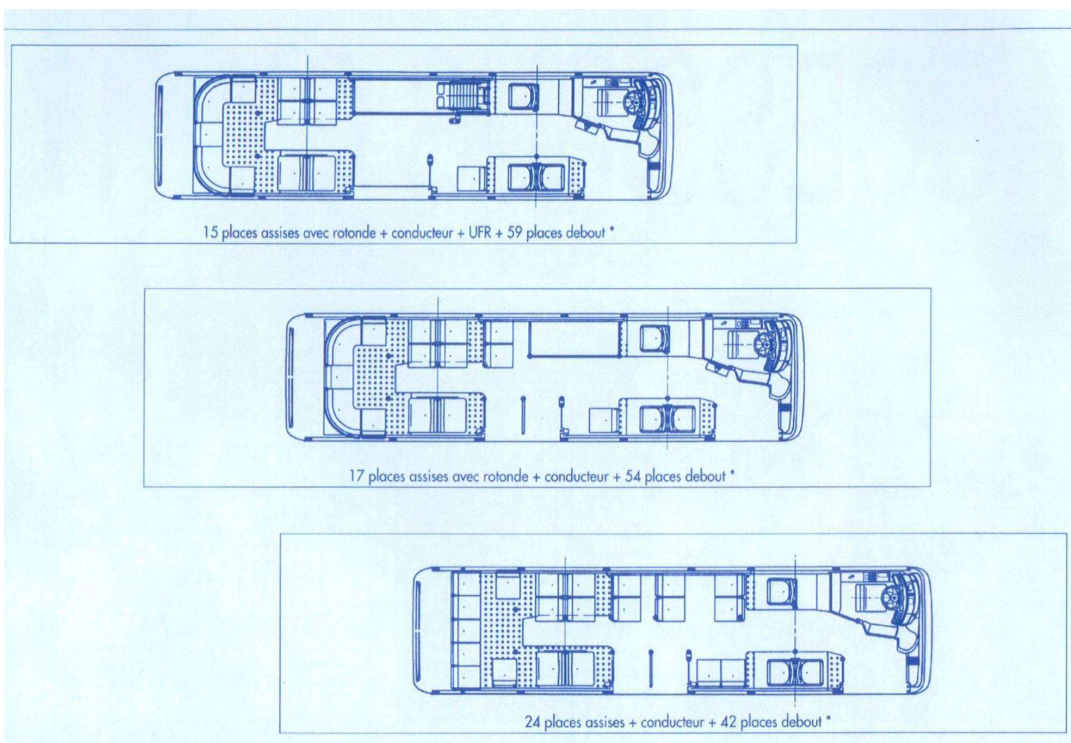 15 places assises avec rotonde + conducteur + UFR + 59 places debout *
17 places assises avec rotonde + conducteur + 54 places debout *
24 places assises + conducteur + 42 places debout *